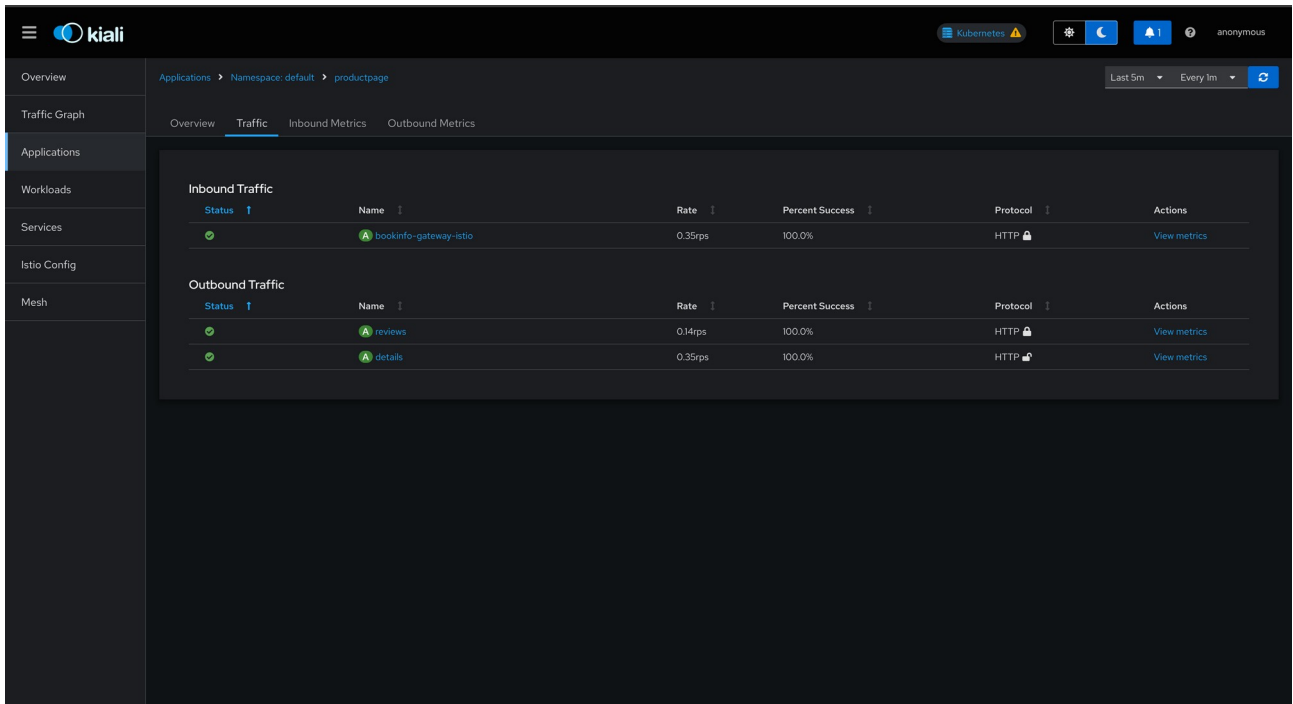 kiali
Kubernetes
1
anonymous
Overview
Traffic Graph
Applications
Workloads
Services
Istio Config
Mesh
Applications > Namespace: default > productpage
Last 5m Every 1m
Overview Traffic Inbound Metrics Outbound Metrics
Inbound Traffic
Status Name Rate Percent Success Protocol Actions
A bookinfo-gateway-istio 0.35rps 100.0% HTTP View metrics
Outbound Traffic
Status Name Rate Percent Success Protocol Actions
A reviews 0.14rps 100.0% HTTP View metrics
A details 0.35rps 100.0% HTTP View metrics